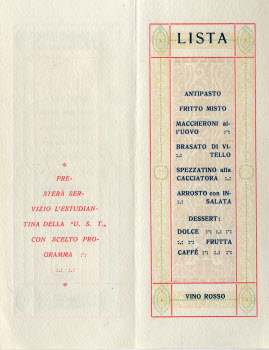 PRE-
STERÀ SER-
VIZIO L'ESTUDIAN-
TINA DELLA "U. S. T.„
CON SCELTO PRO-
GRAMMA
LISTA
ANTIPASTO
FRITTO MISTO
MACCHERONI al-
l'UOVO
BRASATO DI VI-
TELLO
SPEZZATINO alla
CACCIATORA
ARROSTO con IN-
SALATA
DESSERT:
DOLCE
FRUTTA
CAFFÈ
VINO ROSSO